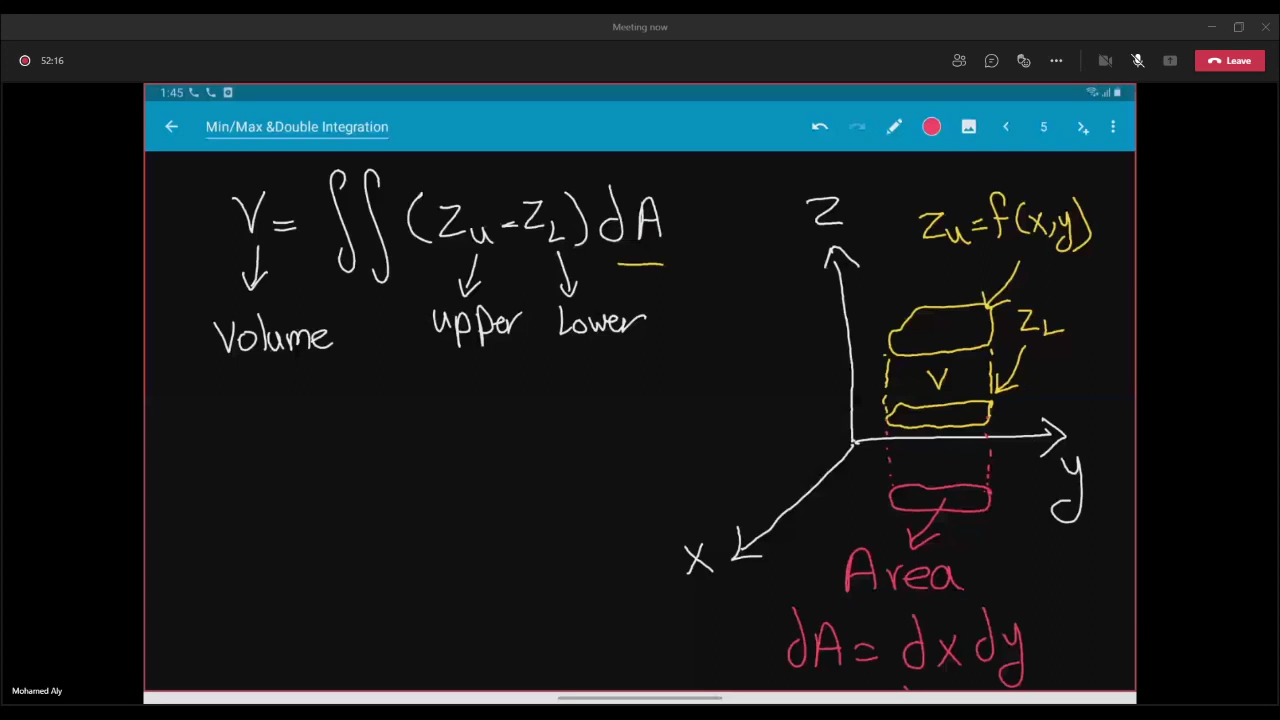 Meeting now
52:16
Leave
1:45
Min/Max &Double Integration
5
V = ∬ (Zu - ZL) dA
Volume
upper
Lower
Z
Zu = f(x,y)
ZL
V
y
x
Area
dA = dx dy
Mohamed Aly